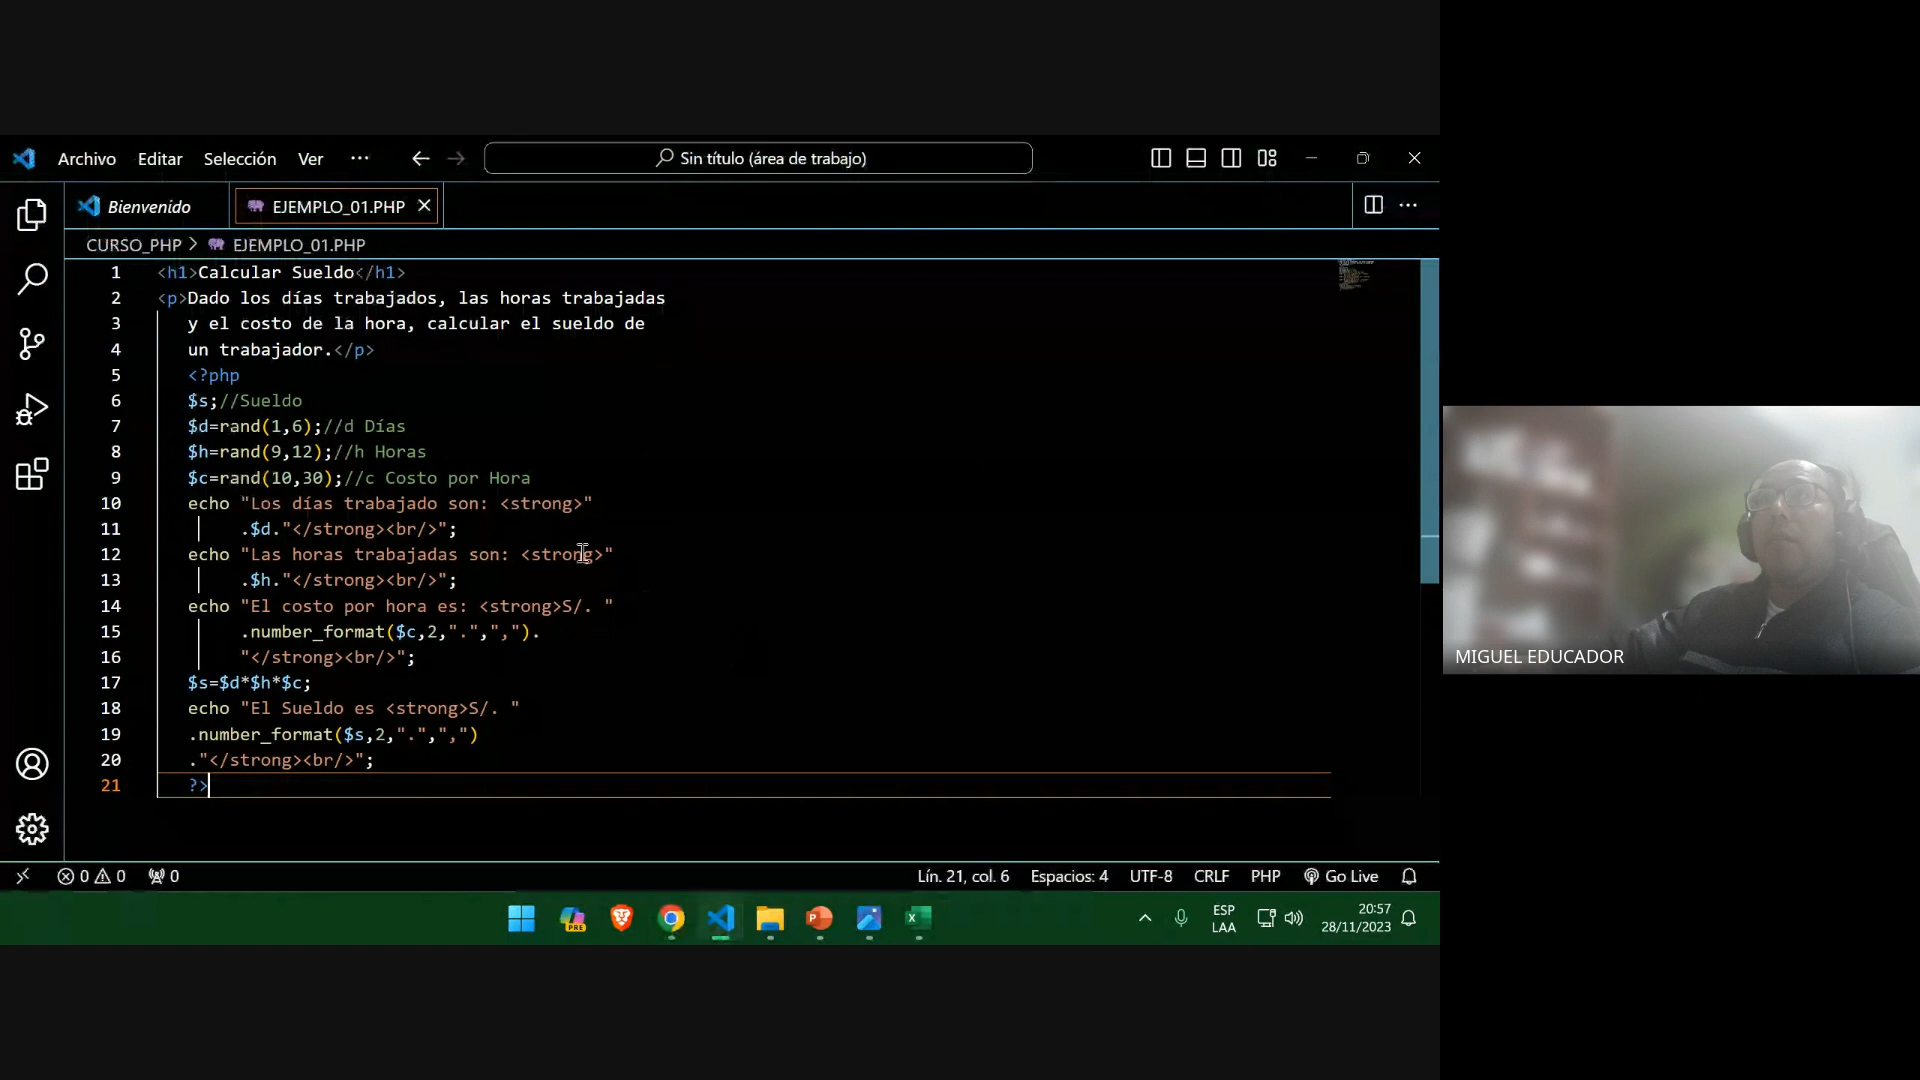 Archivo Editar Selección Ver ··· Sin título (área de trabajo)
Bienvenido EJEMPLO_01.PHP
CURSO_PHP > EJEMPLO_01.PHP
1 <h1>Calcular Sueldo</h1>
2 <p>Dado los días trabajados, las horas trabajadas
3 y el costo de la hora, calcular el sueldo de
4 un trabajador.</p>
5 <?php
6 $s;//Sueldo
7 $d=rand(1,6);//d Días
8 $h=rand(9,12);//h Horas
9 $c=rand(10,30);//c Costo por Hora
10 echo "Los días trabajado son: <strong>"
11 .$d."</strong><br/>";
12 echo "Las horas trabajadas son: <strong>"
13 .$h."</strong><br/>";
14 echo "El costo por hora es: <strong>S/. "
15 .number_format($c,2,".",",").
16 "</strong><br/>";
17 $s=$d*$h*$c;
18 echo "El Sueldo es <strong>S/. "
19 .number_format($s,2,".",",")
20 ."</strong><br/>";
21 ?>
MIGUEL EDUCADOR
0 0 0 Lín. 21, col. 6 Espacios: 4 UTF-8 CRLF PHP Go Live
PRE ESP
LAA
20:57
28/11/2023